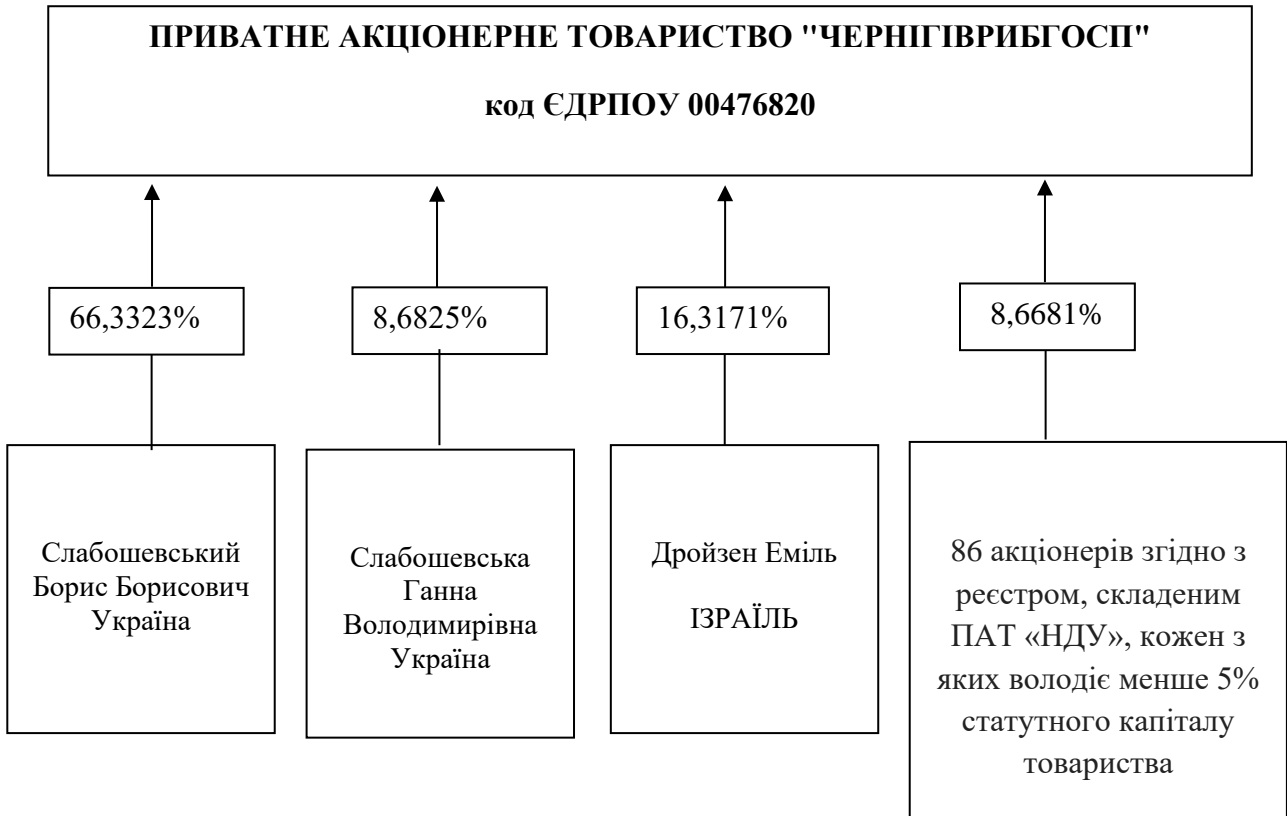 ПРИВАТНЕ АКЦІОНЕРНЕ ТОВАРИСТВО "ЧЕРНІГІВРИБГОСП"
код ЄДРПОУ 00476820
66,3323%
8,6825%
16,3171%
8,6681%
Слабошевський
Борис Борисович
Україна
Слабошевська
Ганна
Володимирівна
Україна
Дройзен Еміль
ІЗРАЇЛЬ
86 акціонерів згідно з
реєстром, складеним
ПАТ «НДУ», кожен з
яких володіє менше 5%
статутного капіталу
товариства